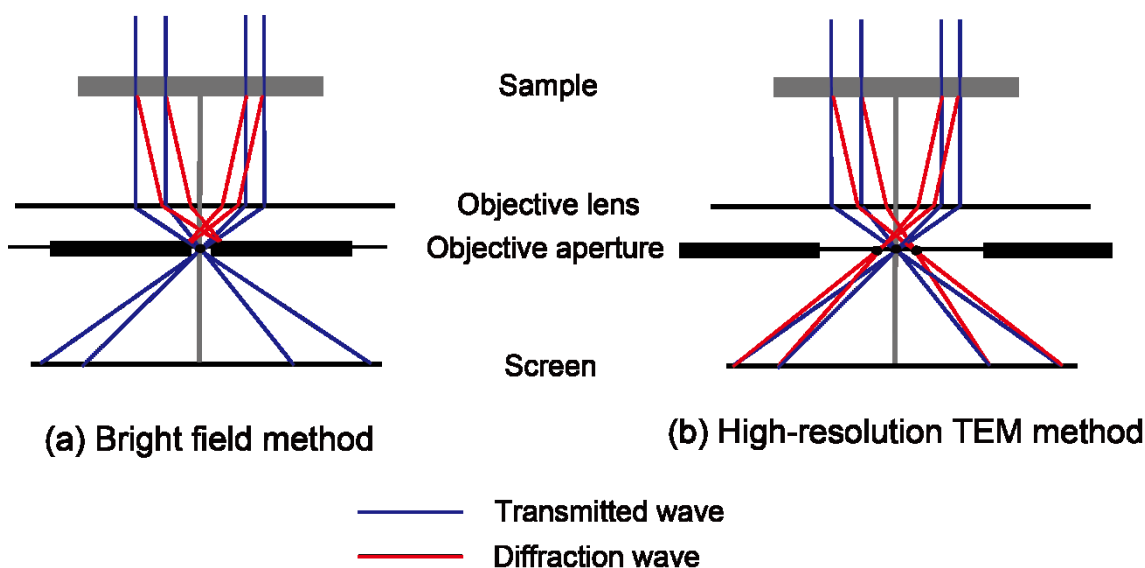 Sample
Objective lens
Objective aperture
Screen
(a) Bright field method
(b) High-resolution TEM method
Transmitted wave
Diffraction wave